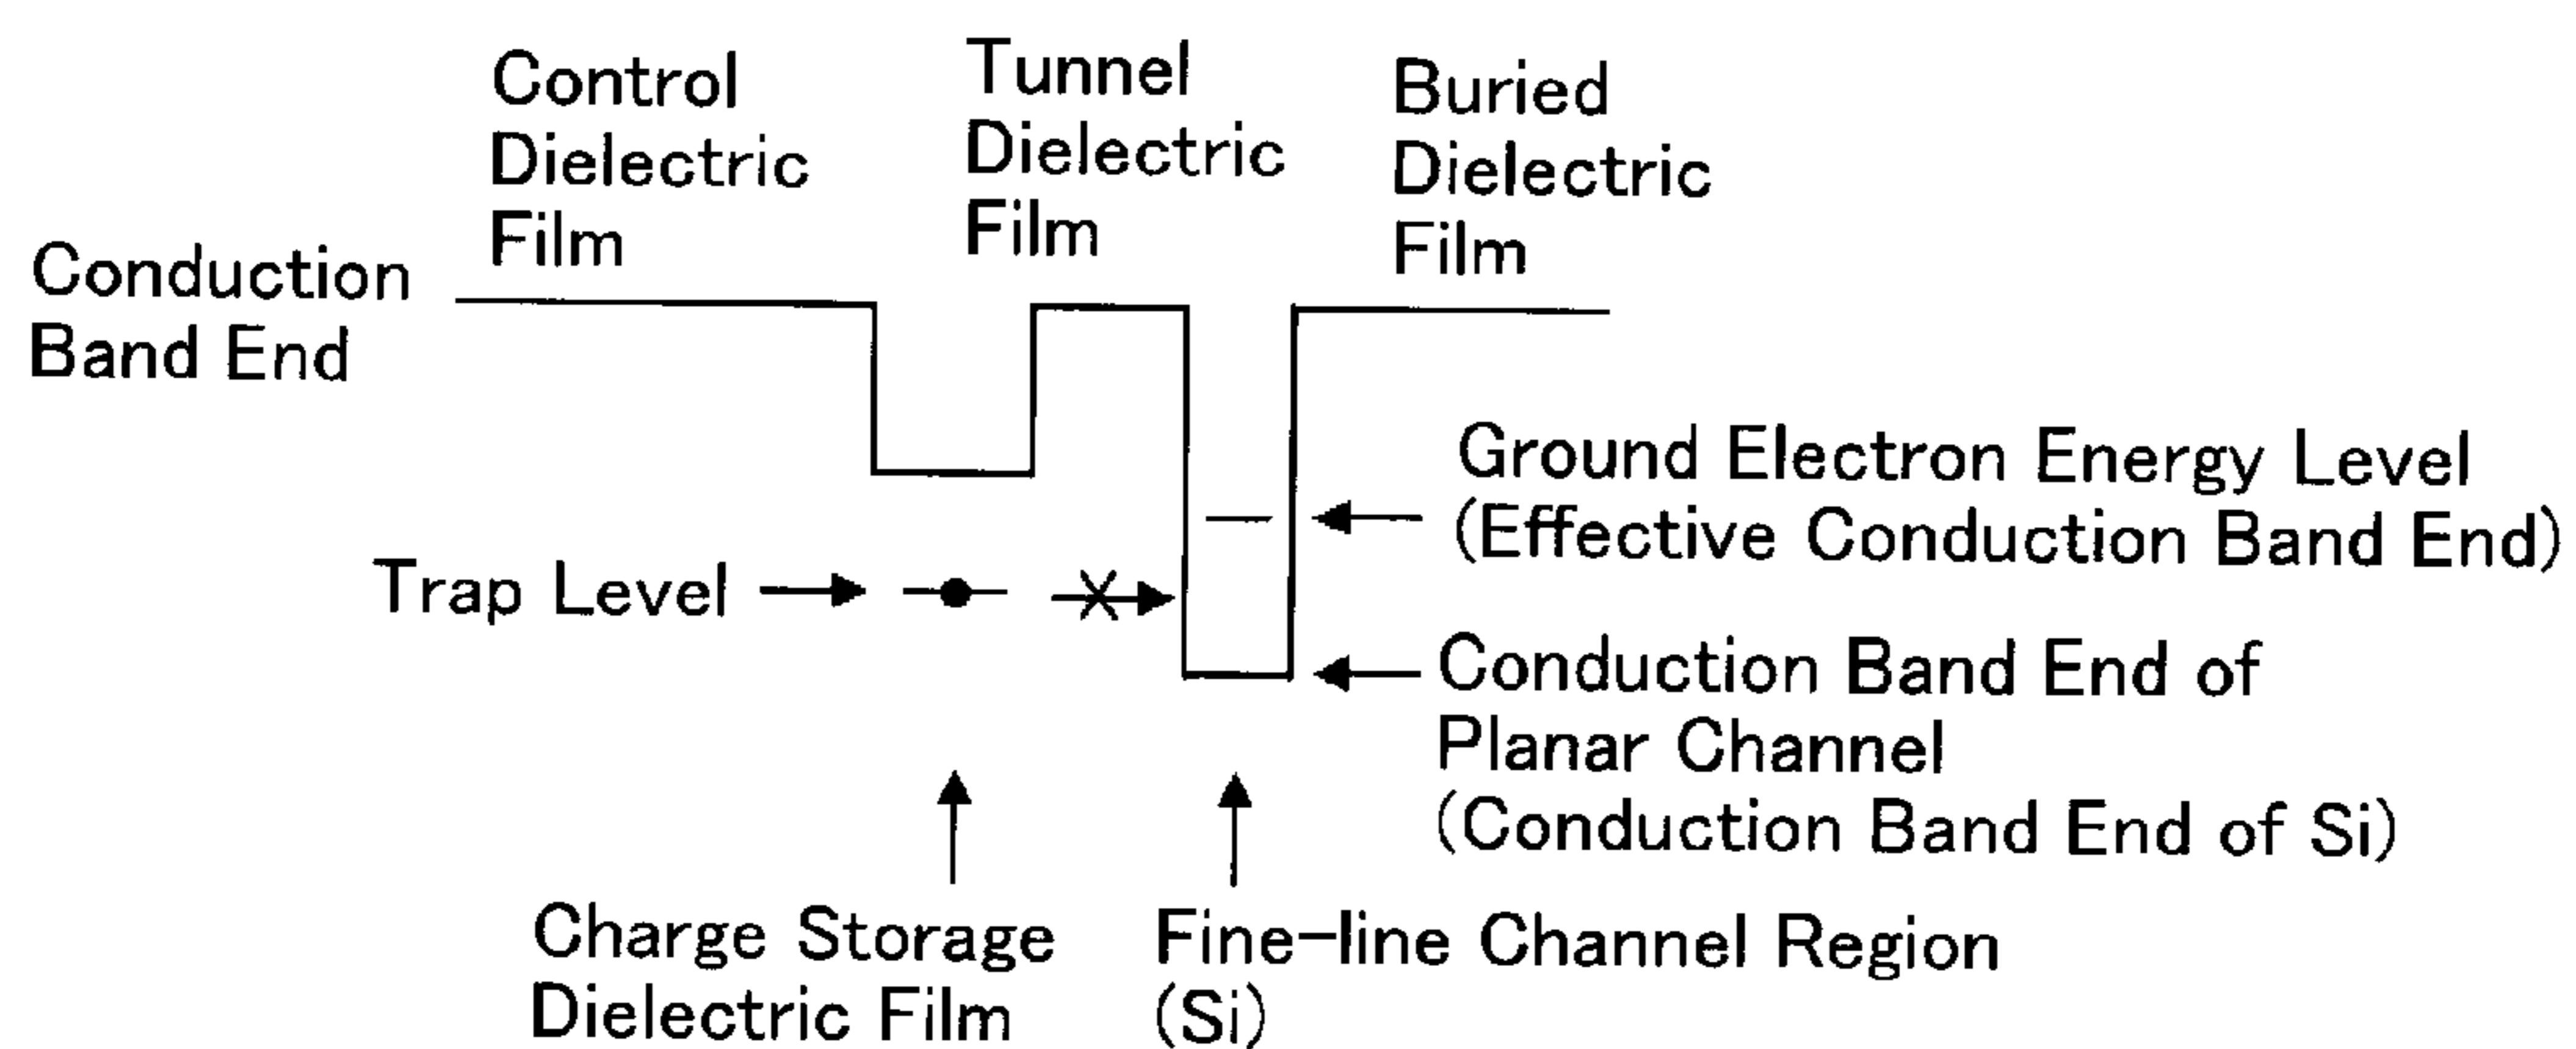 Control
Dielectric
Film
Tunnel
Dielectric
Film
Buried
Dielectric
Film
Conduction
Band End
Ground Electron Energy Level
(Effective Conduction Band End)
Trap Level
Conduction Band End of
Planar Channel
(Conduction Band End of Si)
Charge Storage
Dielectric Film
Fine-line Channel Region
(Si)